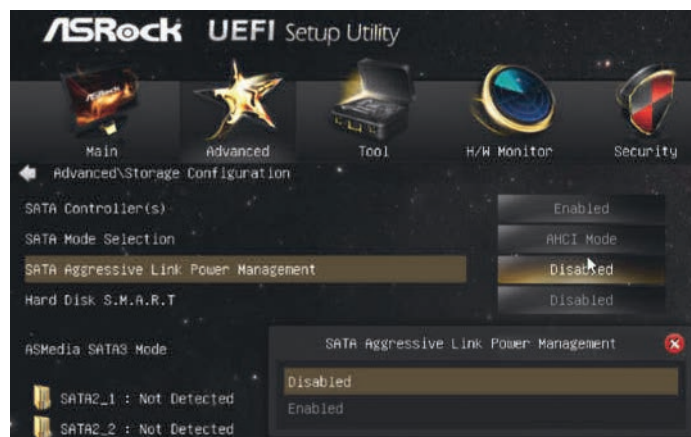 ASRock UEFI Setup Utility
Main Advanced Tool H/W Monitor Security
Advanced\Storage Configuration
SATA Controller(s) Enabled
SATA Mode Selection AHCI Mode
SATA Aggressive Link Power Management Disabled
Hard Disk S.M.A.R.T Disabled
ASMedia SATA3 Mode
SATA Aggressive Link Power Management
Disabled
Enabled
SATA2_1 : Not Detected
SATA2_2 : Not Detected